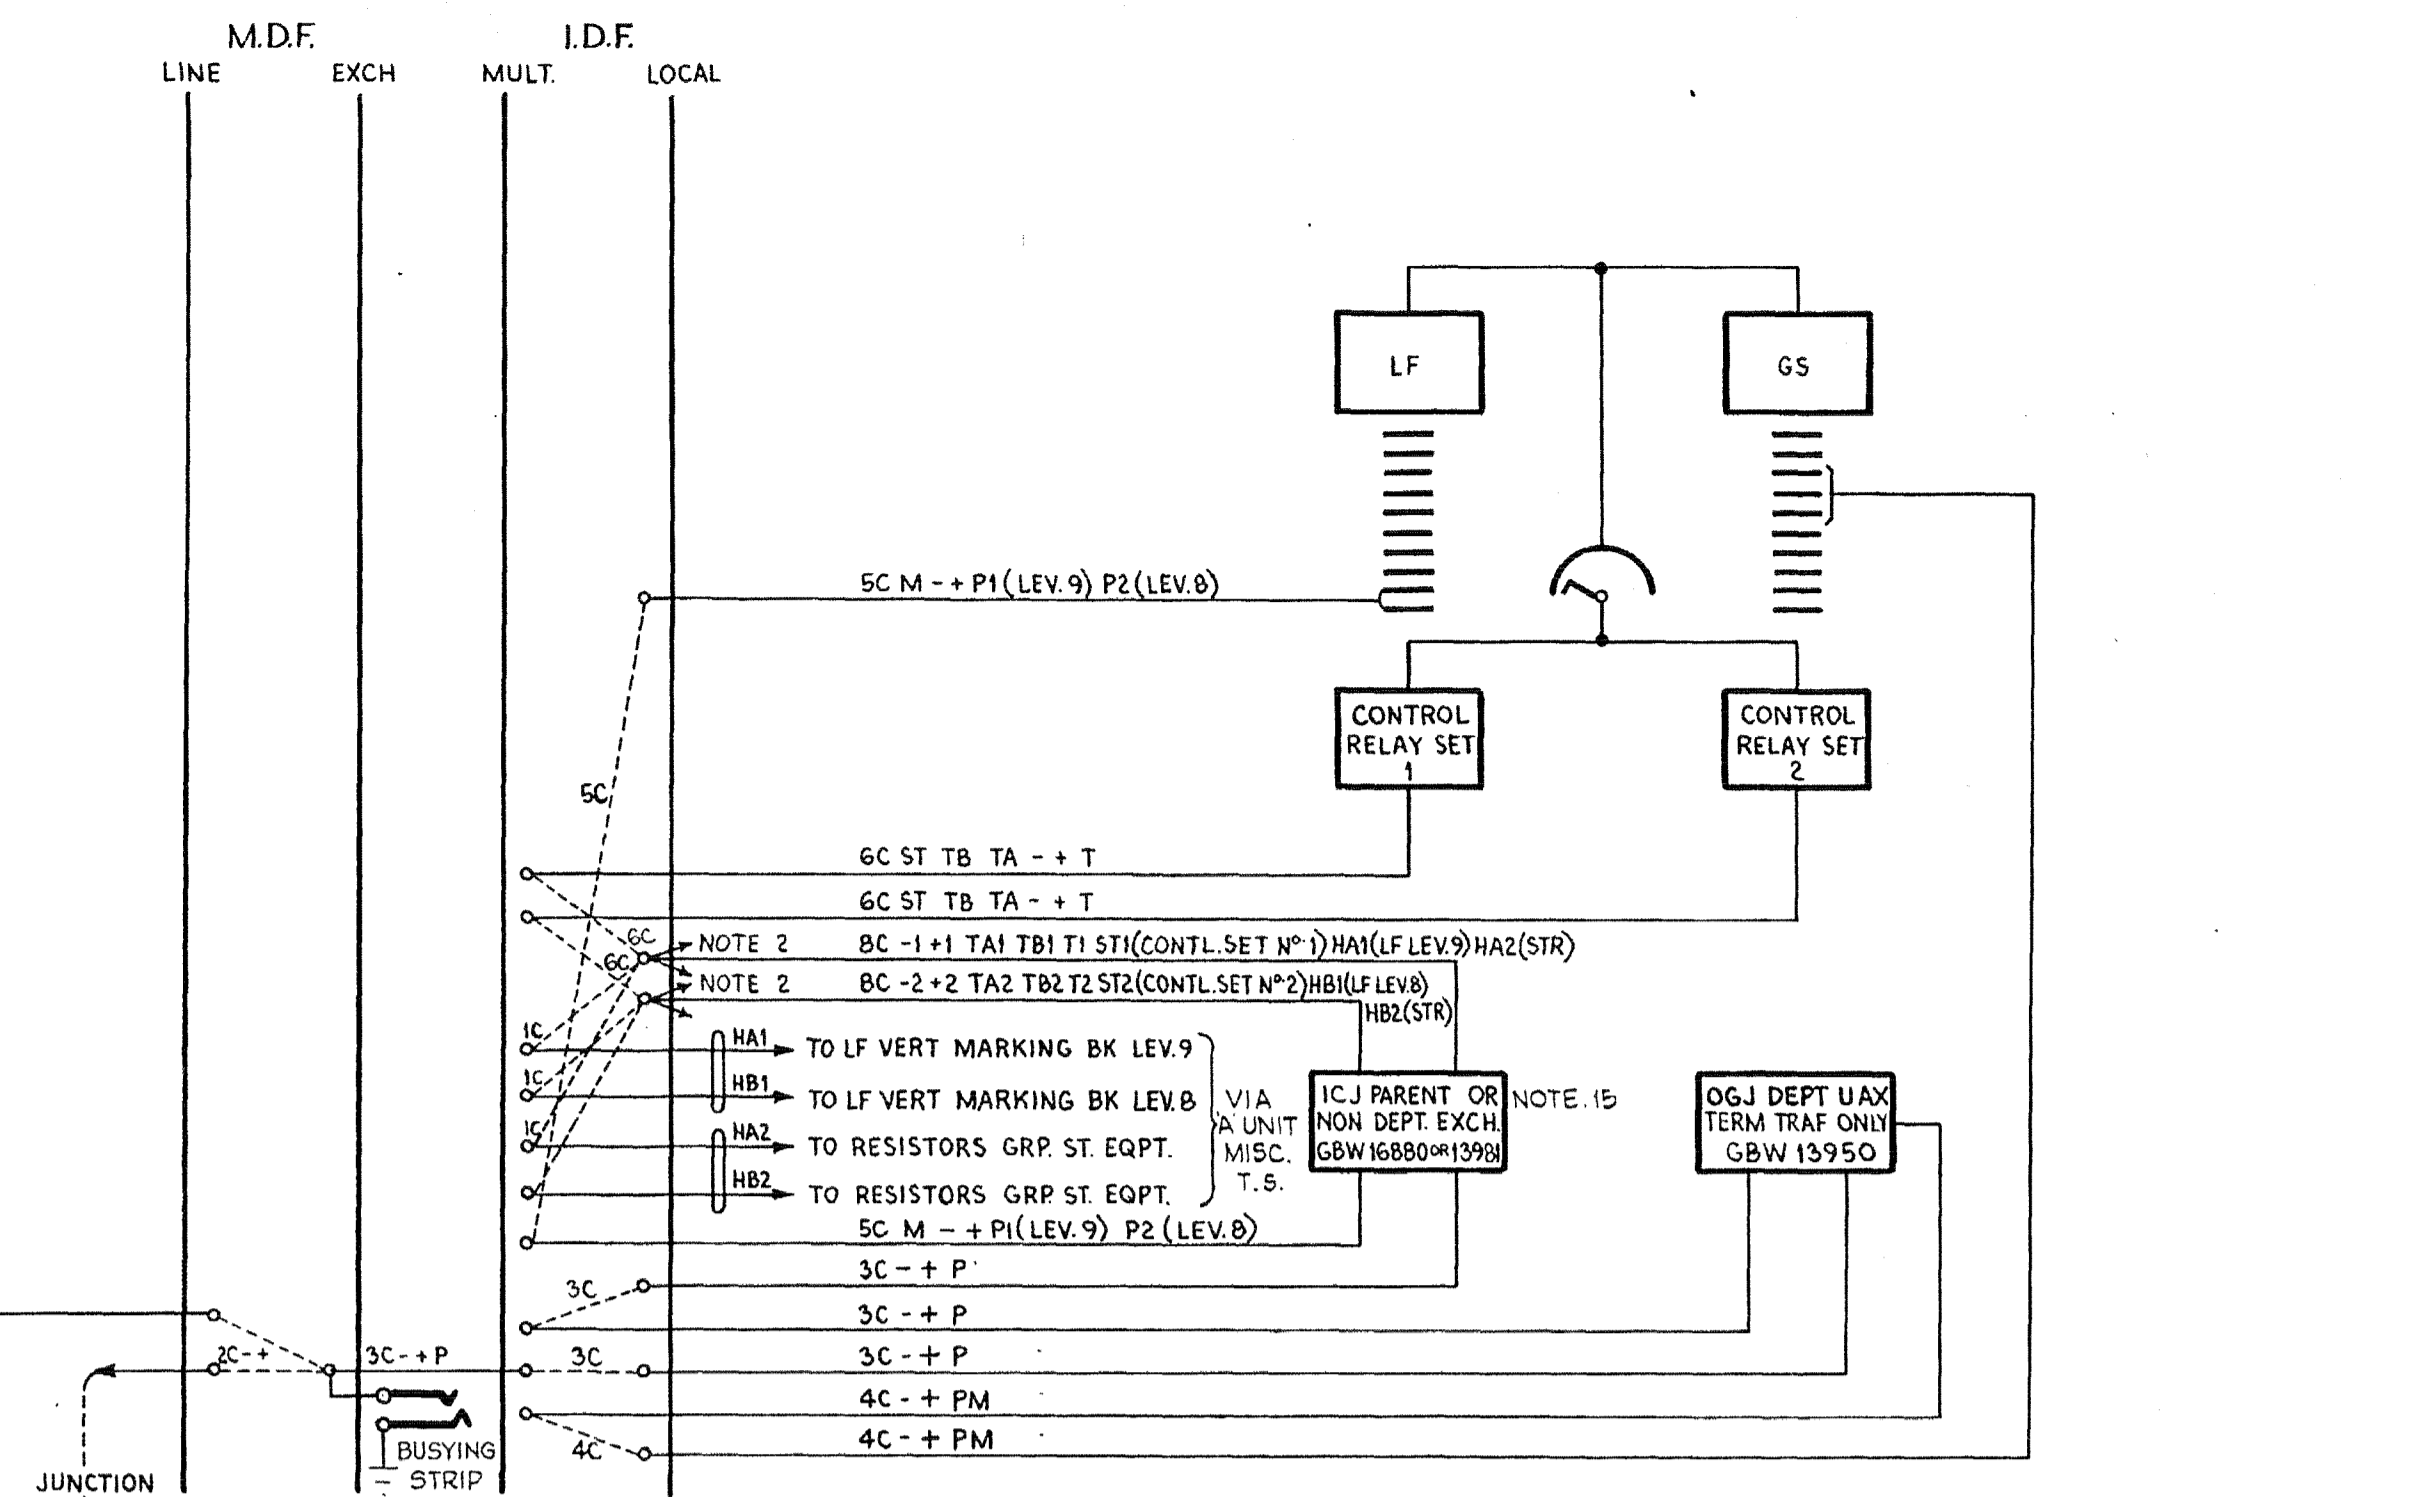 M.D.F. I.D.F.
LINE EXCH MULT. LOCAL
LF GS
5C M - + P1 (LEV. 9) P2 (LEV. 8)
CONTROL
RELAY SET
1
CONTROL
RELAY SET
2
5C
6C ST TB TA - + T
6C ST TB TA - + T
6C NOTE 2 8C -1 +1 TA1 TB1 T1 ST1(CONTL.SET No.1)HA1(LF LEV.9)HA2(STR)
6C NOTE 2 8C -2 +2 TA2 TB2 T2 ST2(CONTL.SET No.2)HB1(LF LEV.8)
HB2(STR)
1C HA1 TO LF VERT MARKING BK LEV. 9
1C HB1 TO LF VERT MARKING BK LEV. 8
1C HA2 TO RESISTORS GRP. ST. EQPT.
HB2 TO RESISTORS GRP. ST. EQPT.
VIA
'A' UNIT
MISC.
T.S.
ICJ PARENT OR
NON DEPT. EXCH.
GBW 16880 OR 13981
NOTE. 15
OGJ DEPT UAX
TERM TRAF ONLY
GBW 13950
5C M - + P1 (LEV. 9) P2 (LEV. 8)
3C - + P
3C
3C - + P
2C - + 3C - + P 3C 3C - + P
4C - + PM
4C 4C - + PM
BUSYING
STRIP
JUNCTION